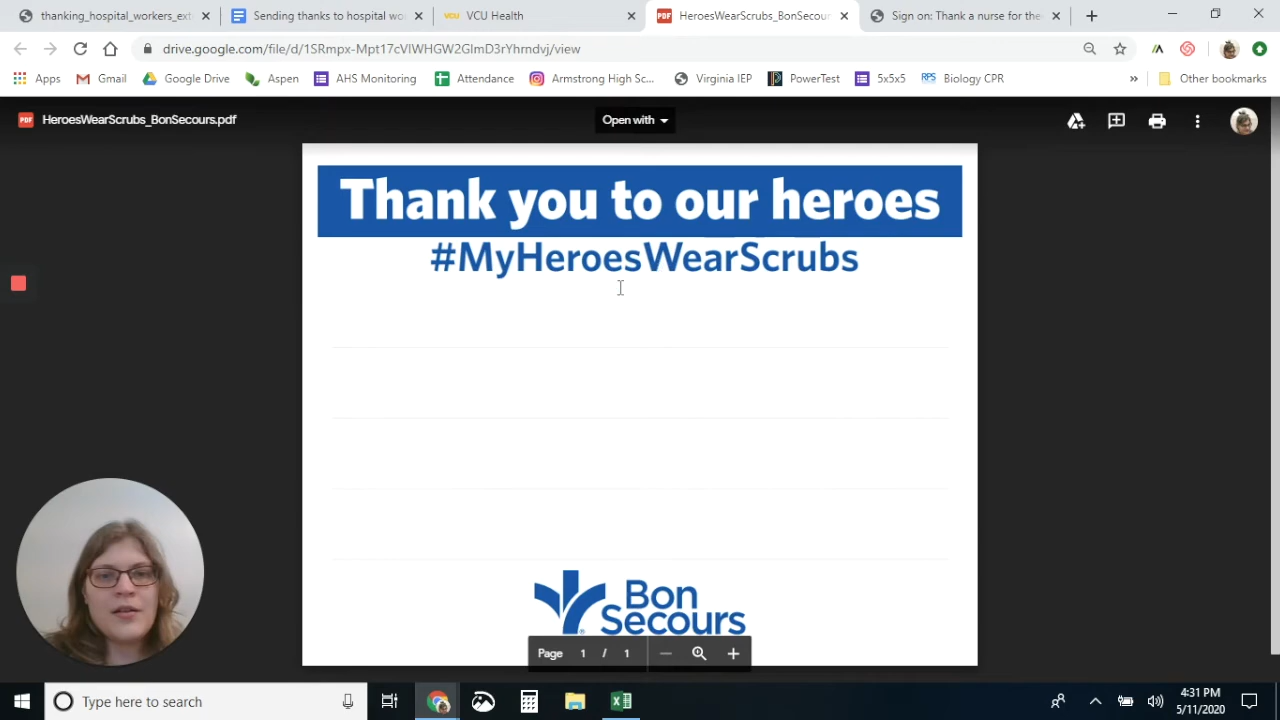 thanking_hospital_workers_ext
Sending thanks to hospital w
VCU Health
HeroesWearScrubs_BonSecour
Sign on: Thank a nurse for the
drive.google.com/file/d/1SRmpx-Mpt17cVlWHGW2GlmD3rYhrndvj/view
Apps
Gmail
Google Drive
Aspen
AHS Monitoring
Attendance
Armstrong High Sc...
Virginia IEP
PowerTest
5x5x5
RPS
Biology CPR
»
Other bookmarks
PDF
HeroesWearScrubs_BonSecours.pdf
Open with
Thank you to our heroes
#MyHeroesWearScrubs
Bon
Secours
Page 1 / 1
Type here to search
4:31 PM
5/11/2020